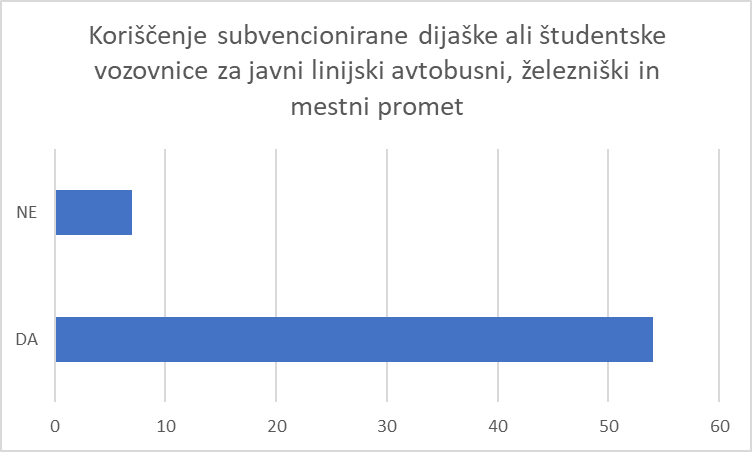 Koriščenje subvencionirane dijaške ali študentske
vozovnice za javni linijski avtobusni, železniški in
mestni promet
NE
DA
0 10 20 30 40 50 60